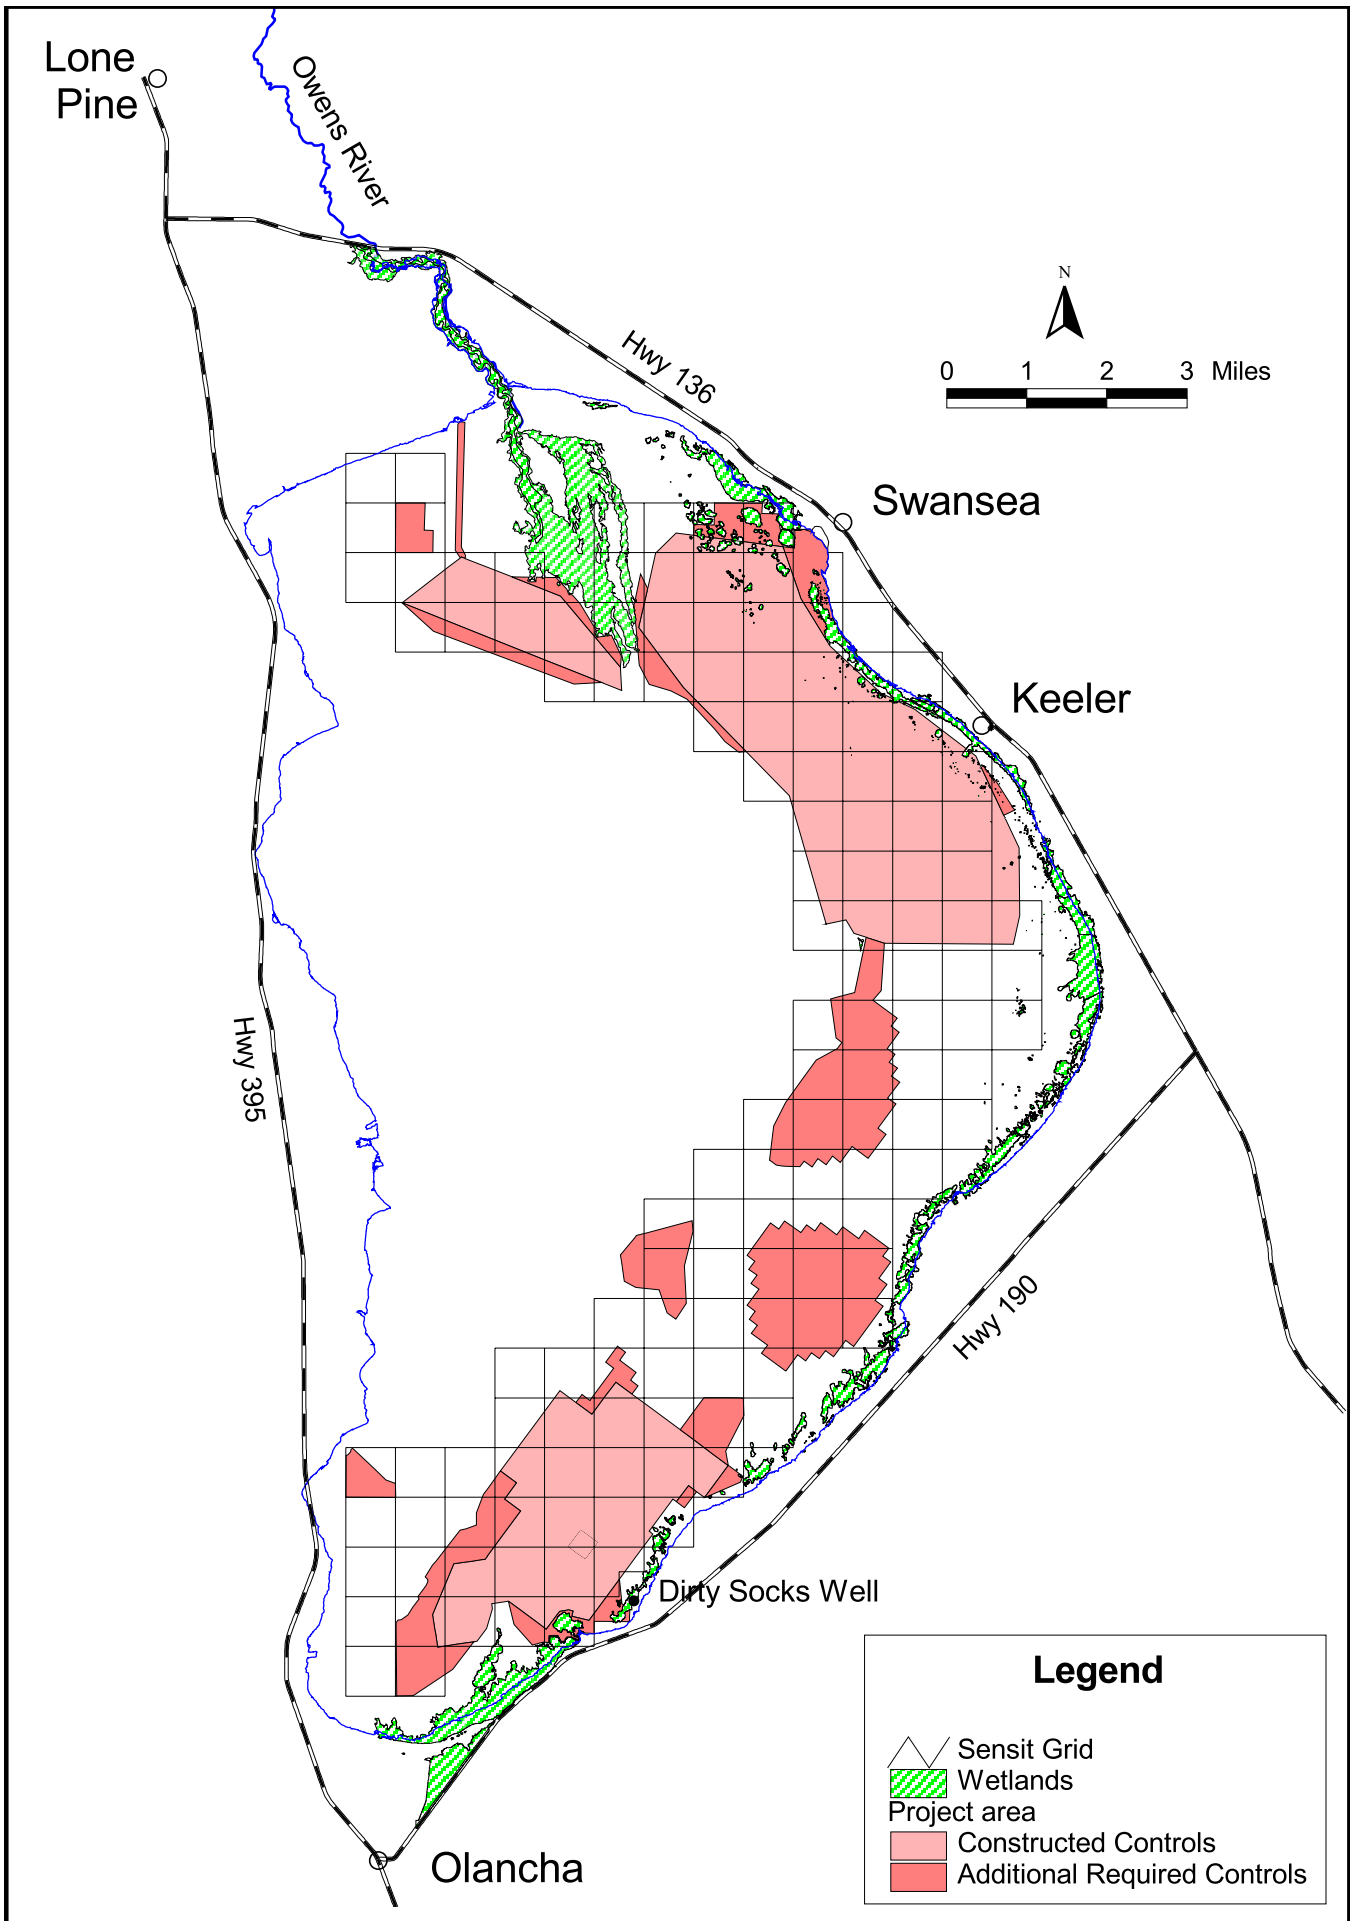 Lone
Pine
Owens River
N
Hwy 136
0 1 2 3 Miles
Swansea
Keeler
Hwy 395
Hwy 190
Dirty Socks Well
Olancha
Legend
Sensit Grid
Wetlands
Project area
Constructed Controls
Additional Required Controls